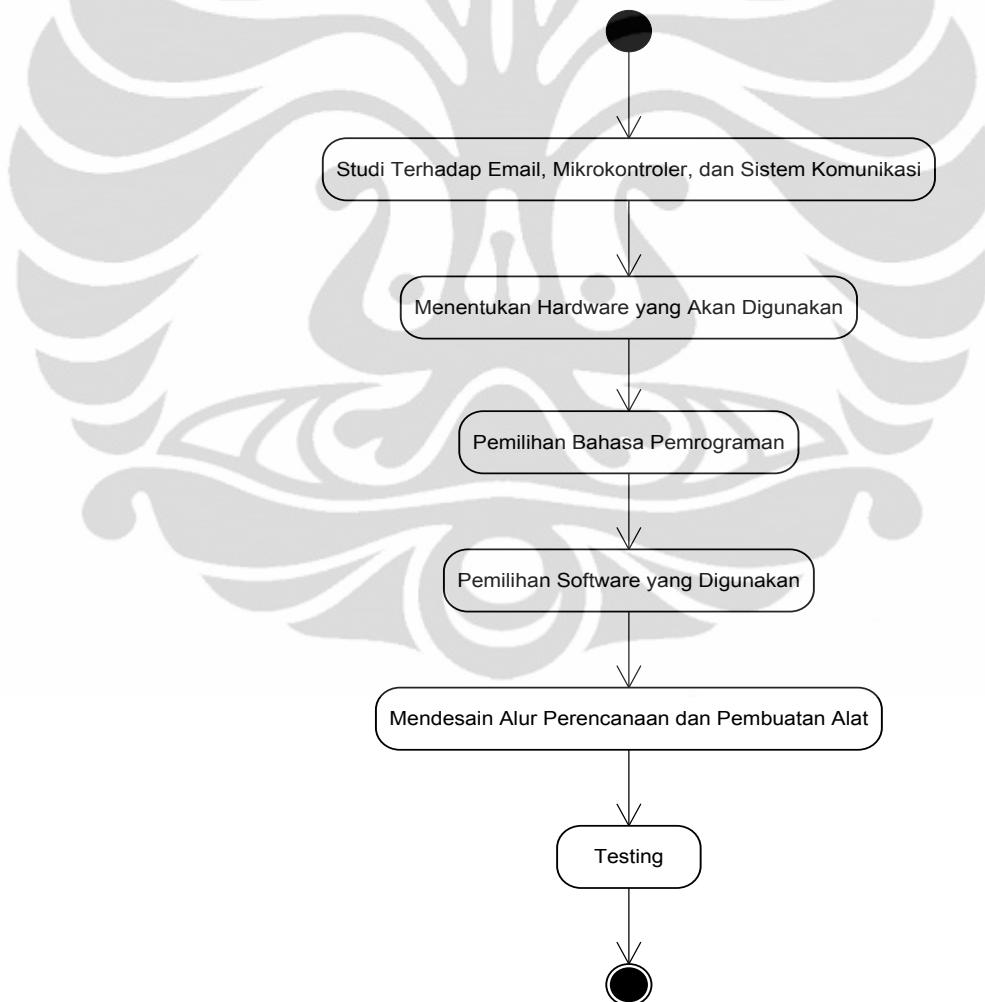 Studi Terhadap Email, Mikrokontroler, dan Sistem Komunikasi
Menentukan Hardware yang Akan Digunakan
Pemilihan Bahasa Pemrograman
Pemilihan Software yang Digunakan
Mendesain Alur Perencanaan dan Pembuatan Alat
Testing